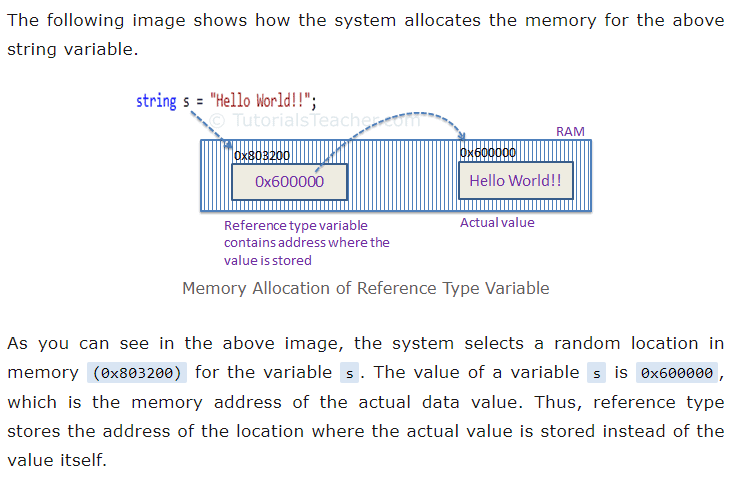 The following image shows how the system allocates the memory for the above
string variable.
string s = "Hello World!!";
© TutorialsTeacher.com
RAM
0x803200
0x600000
0x600000
Hello World!!
Reference type variable
contains address where the
value is stored
Actual value
Memory Allocation of Reference Type Variable
As you can see in the above image, the system selects a random location in
memory (0x803200) for the variable s. The value of a variable s is 0x600000,
which is the memory address of the actual data value. Thus, reference type
stores the address of the location where the actual value is stored instead of the
value itself.